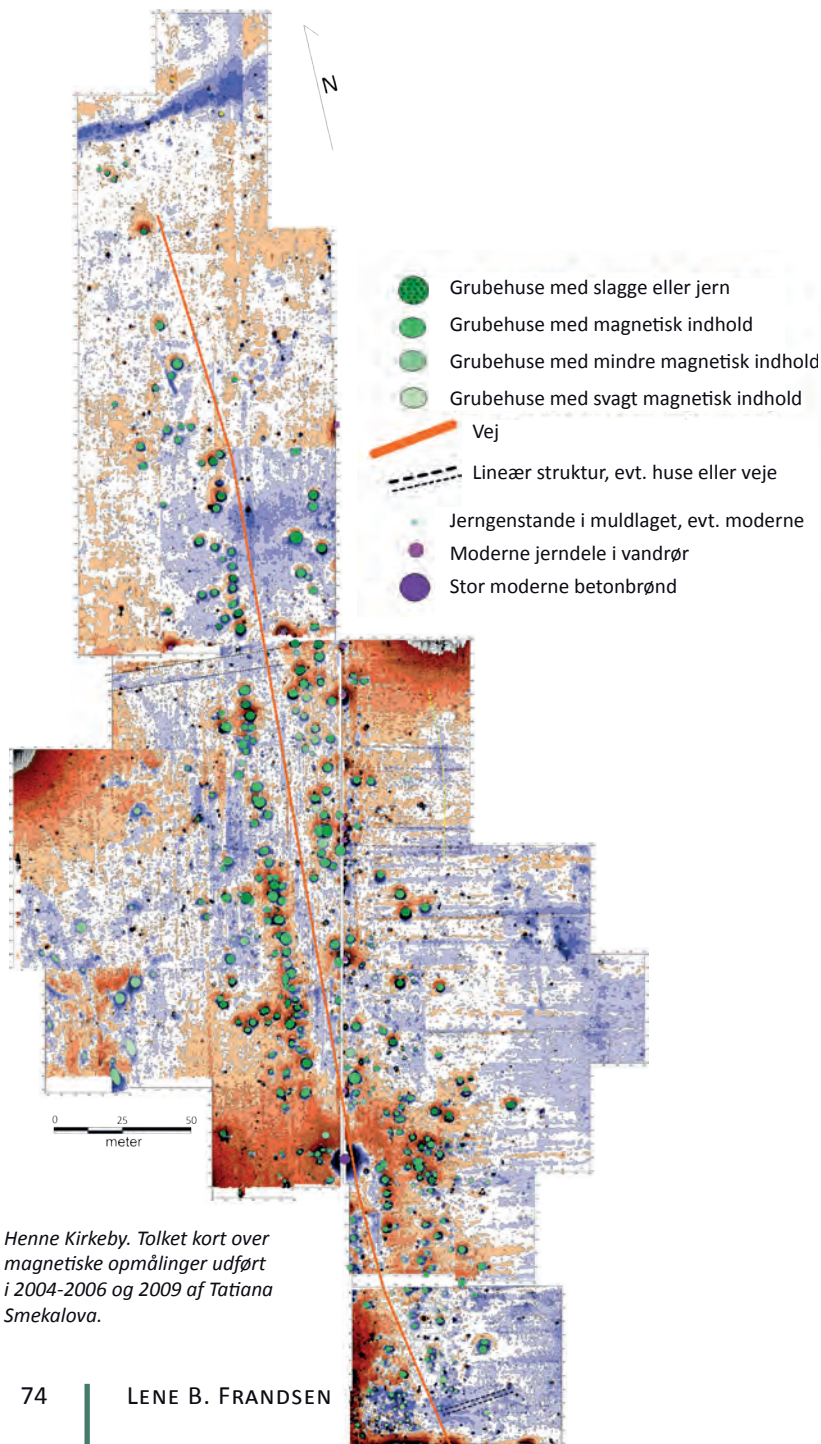 N
Grubehuse med slagge eller jern
Grubehuse med magnetisk indhold
Grubehuse med mindre magnetisk indhold
Grubehuse med svagt magnetisk indhold
Vej
Lineær struktur, evt. huse eller veje
Jerngenstande i muldlaget, evt. moderne
Moderne jerndele i vandrør
Stor moderne betonbrønd
0 25 50
meter
Henne Kirkeby. Tolket kort over
magnetiske opmålinger udført
i 2004-2006 og 2009 af Tatiana
Smekalova.
74 LENE B. FRANDSEN